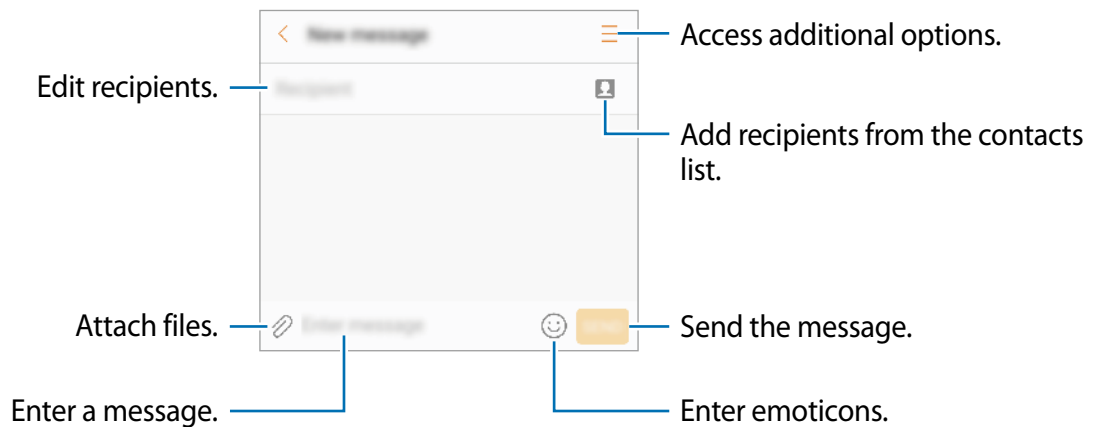 New message
Access additional options.
Edit recipients.
Recipient
Add recipients from the contacts
list.
Attach files.
Enter message
Send the message.
Enter a message.
Enter emoticons.